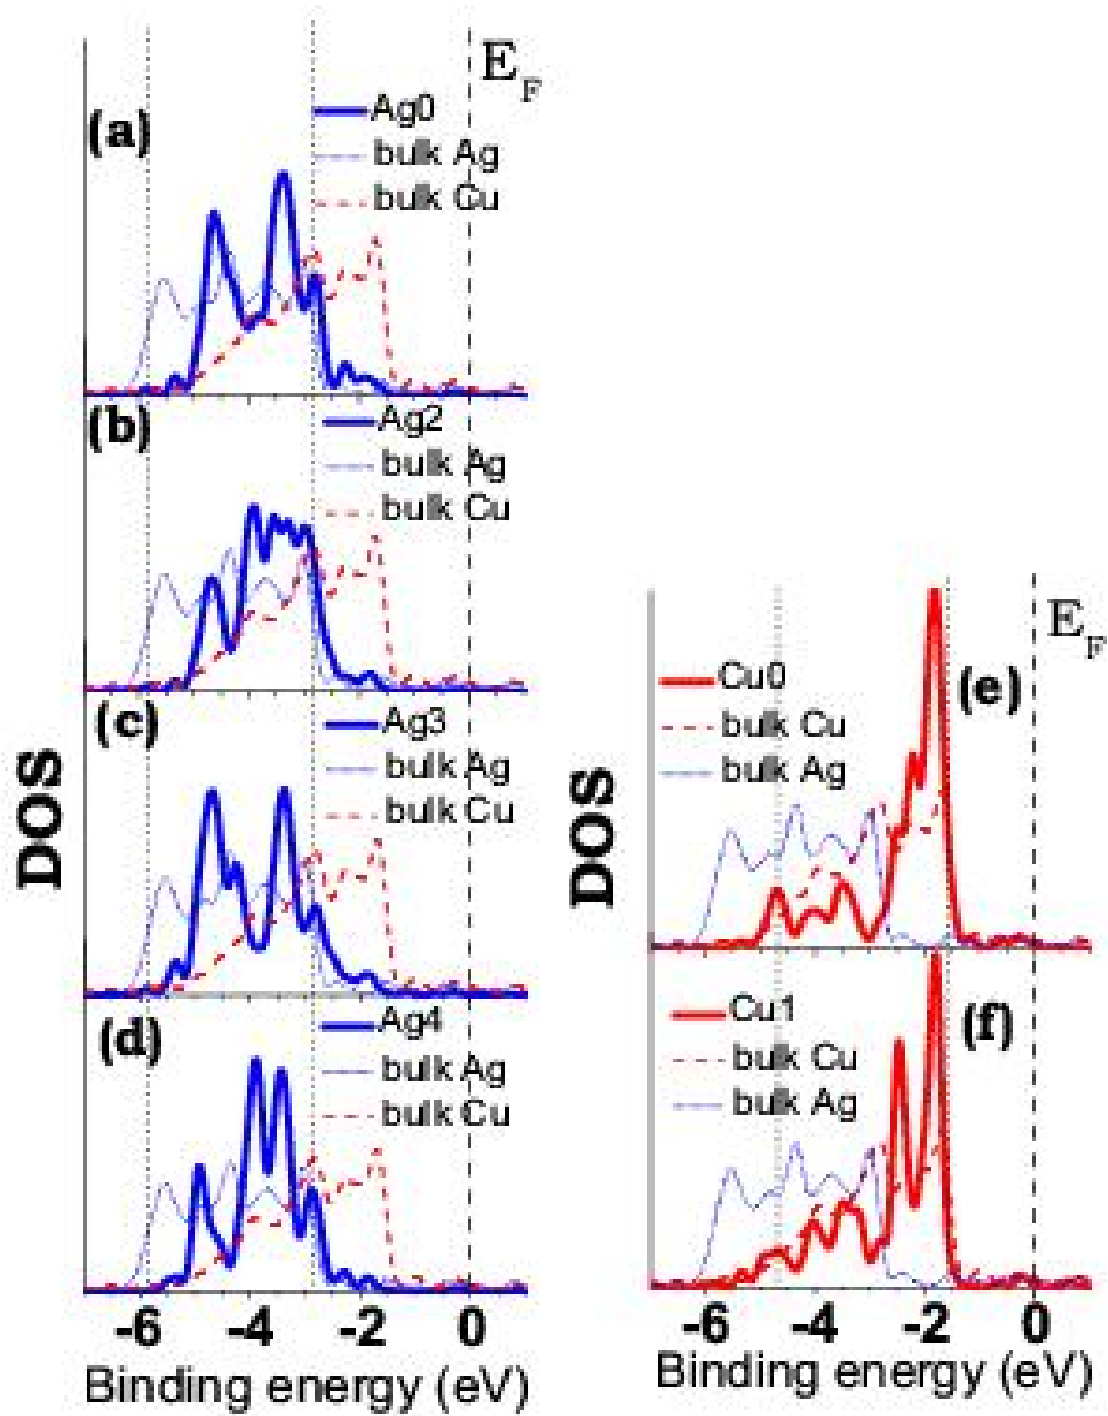 E_F
(a)
Ag0
bulk Ag
bulk Cu
(b)
Ag2
bulk Ag
bulk Cu
(c)
Ag3
bulk Ag
bulk Cu
(d)
Ag4
bulk Ag
bulk Cu
DOS
-6 -4 -2 0
Binding energy (eV)
E_F
(e)
Cu0
bulk Cu
bulk Ag
(f)
Cu1
bulk Cu
bulk Ag
DOS
-6 -4 -2 0
Binding energy (eV)